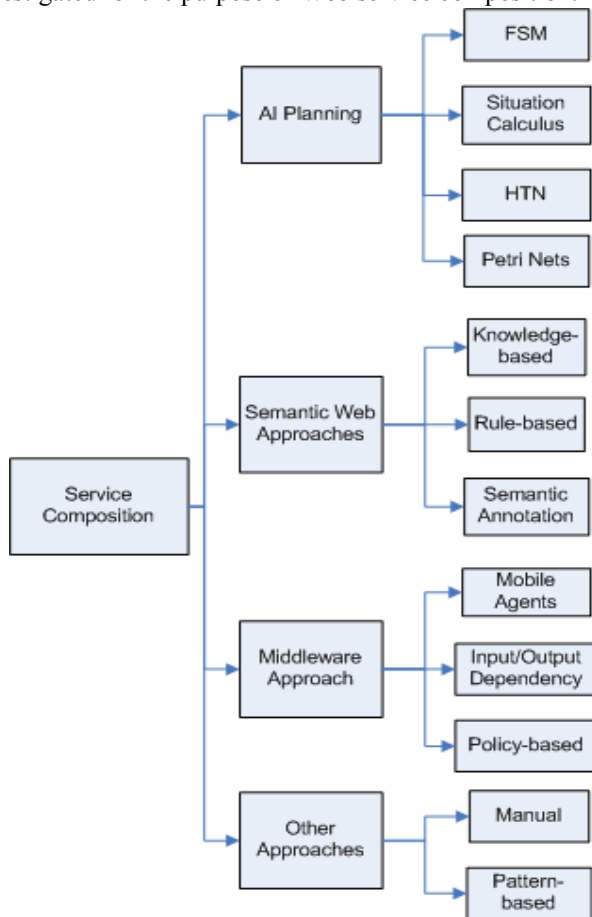 FSM
AI Planning
Situation
Calculus
HTN
Petri Nets
Knowledge-
based
Semantic Web
Approaches
Rule-based
Semantic
Annotation
Service
Composition
Mobile
Agents
Middleware
Approach
Input/Output
Dependency
Policy-based
Other
Approaches
Manual
Pattern-
based